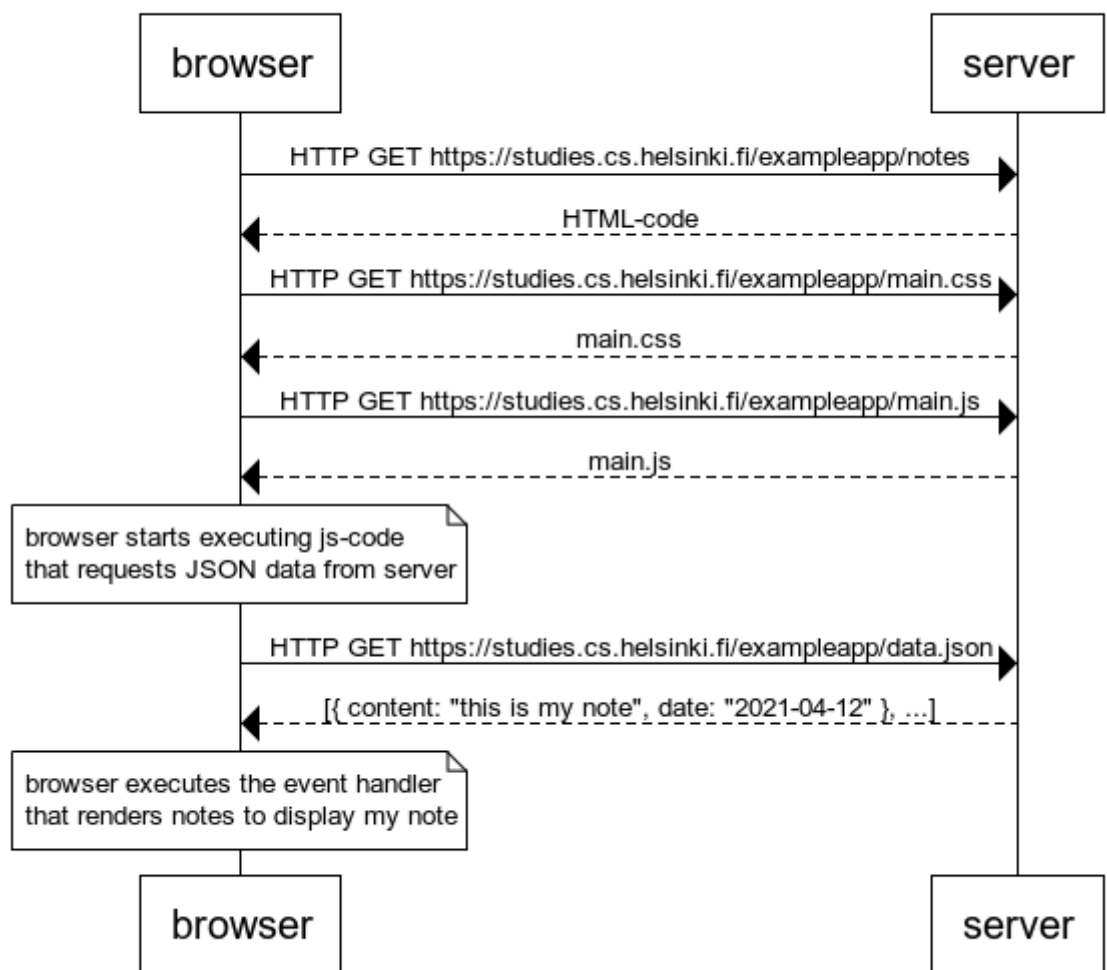 browser
server
HTTP GET https://studies.cs.helsinki.fi/exampleapp/notes
HTML-code
HTTP GET https://studies.cs.helsinki.fi/exampleapp/main.css
main.css
HTTP GET https://studies.cs.helsinki.fi/exampleapp/main.js
main.js
browser starts executing js-code
that requests JSON data from server
HTTP GET https://studies.cs.helsinki.fi/exampleapp/data.json
[{ content: "this is my note", date: "2021-04-12" }, ...]
browser executes the event handler
that renders notes to display my note
browser
server